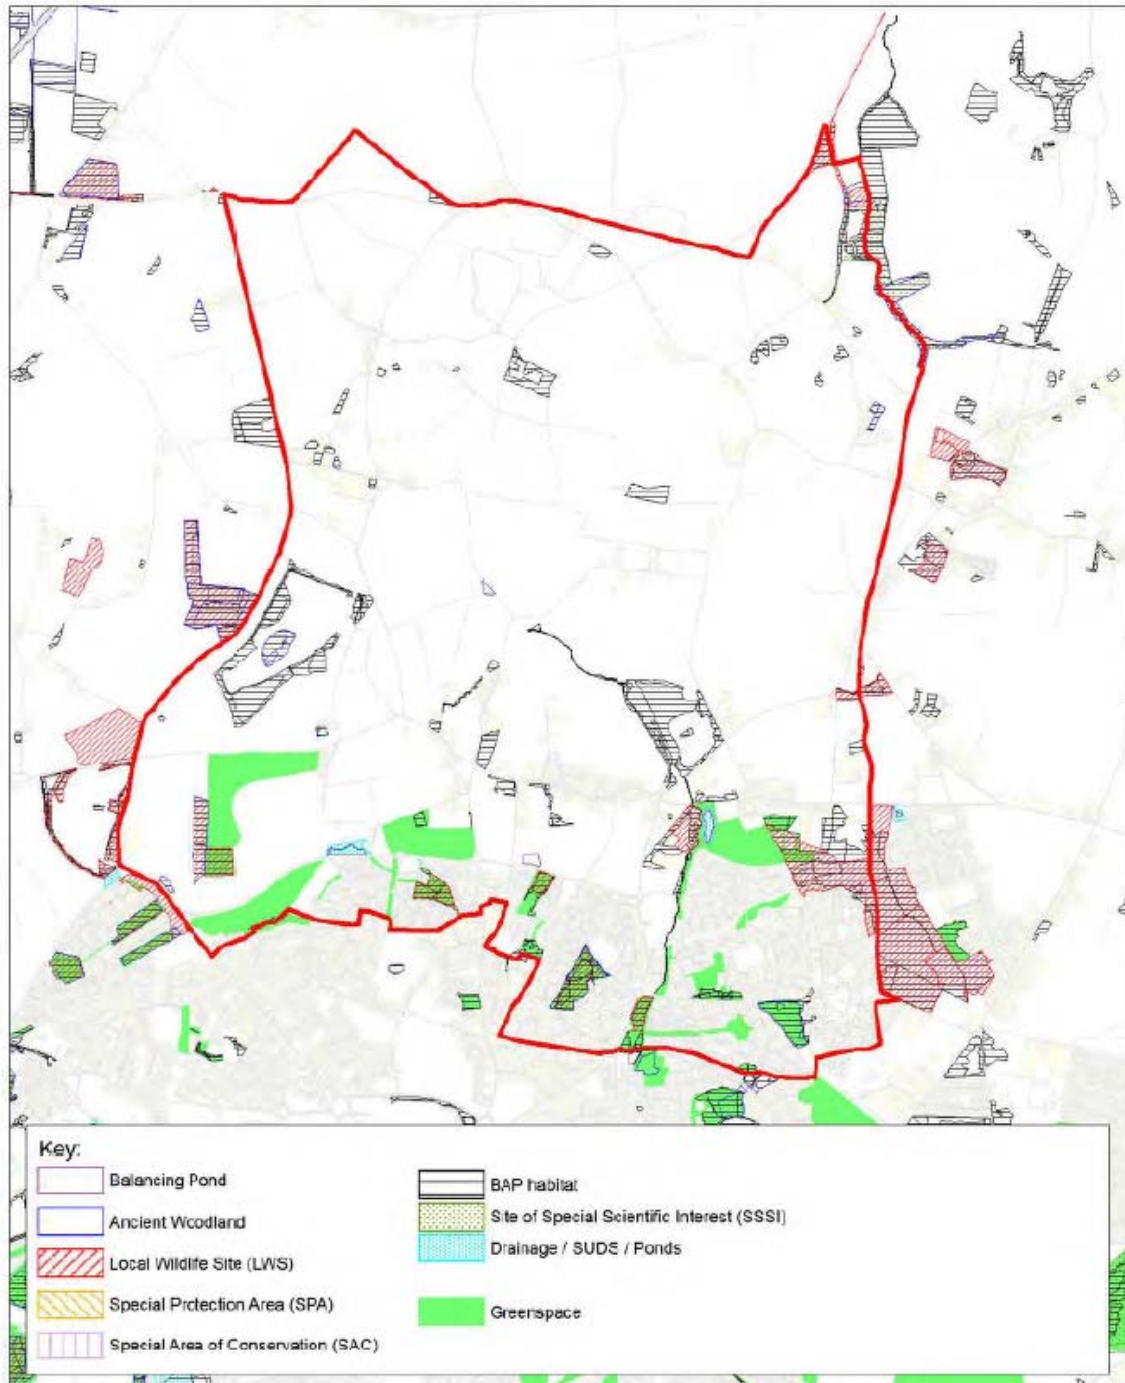 Key:
Balancing Pond
Ancient Woodland
Local Wildlife Site (LWS)
Special Protection Area (SPA)
Special Area of Conservation (SAC)
BAP habitat
Site of Special Scientific Interest (SSSI)
Drainage / SUDS / Ponds
Greenspace